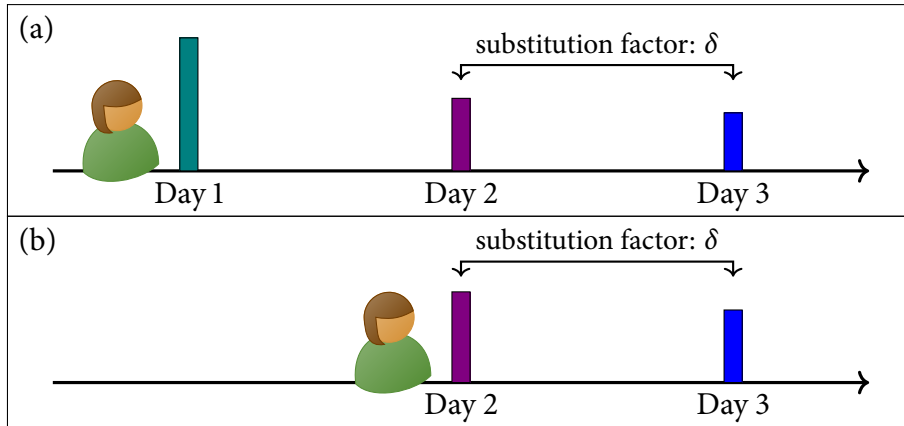 (a)
substitution factor: δ
Day 1
Day 2
Day 3
(b)
substitution factor: δ
Day 2
Day 3